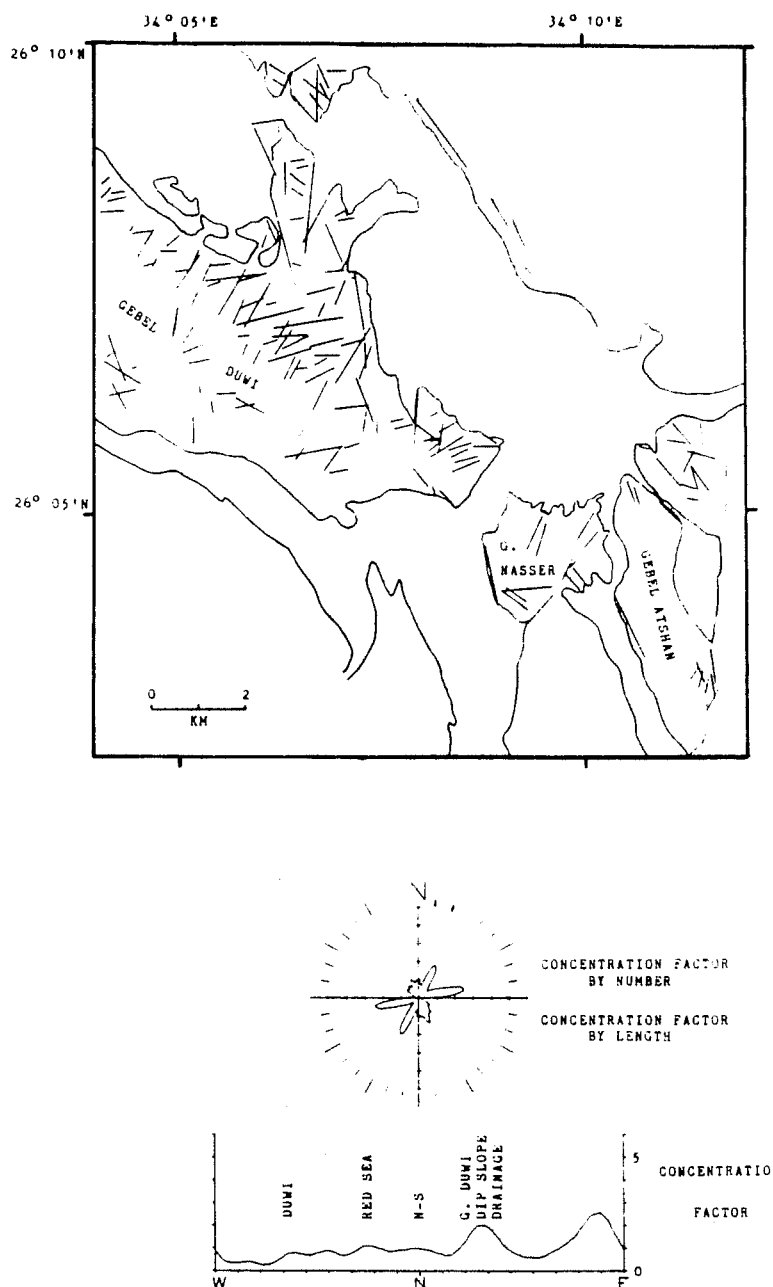 34° 05'E 34° 10'E
26° 10'N
GEBEL
DUWI
26° 05'N
G.
NASSER
GEBEL ATSHAN
0 2
KM
N
CONCENTRATION FACTOR
BY NUMBER
CONCENTRATION FACTOR
BY LENGTH
DUWI
RED SEA
N-S
G. DUWI
DIP SLOPE
DRAINAGE
5
0
CONCENTRATIO
FACTOR
W N E